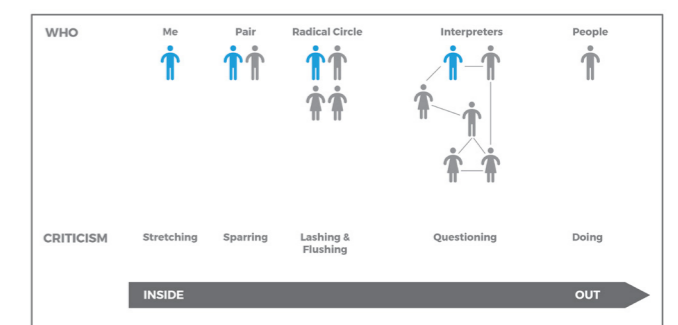 WHO
Me
Pair
Radical Circle
Interpreters
People
CRITICISM
Stretching
Sparring
Lashing &
Flushing
Questioning
Doing
INSIDE
OUT